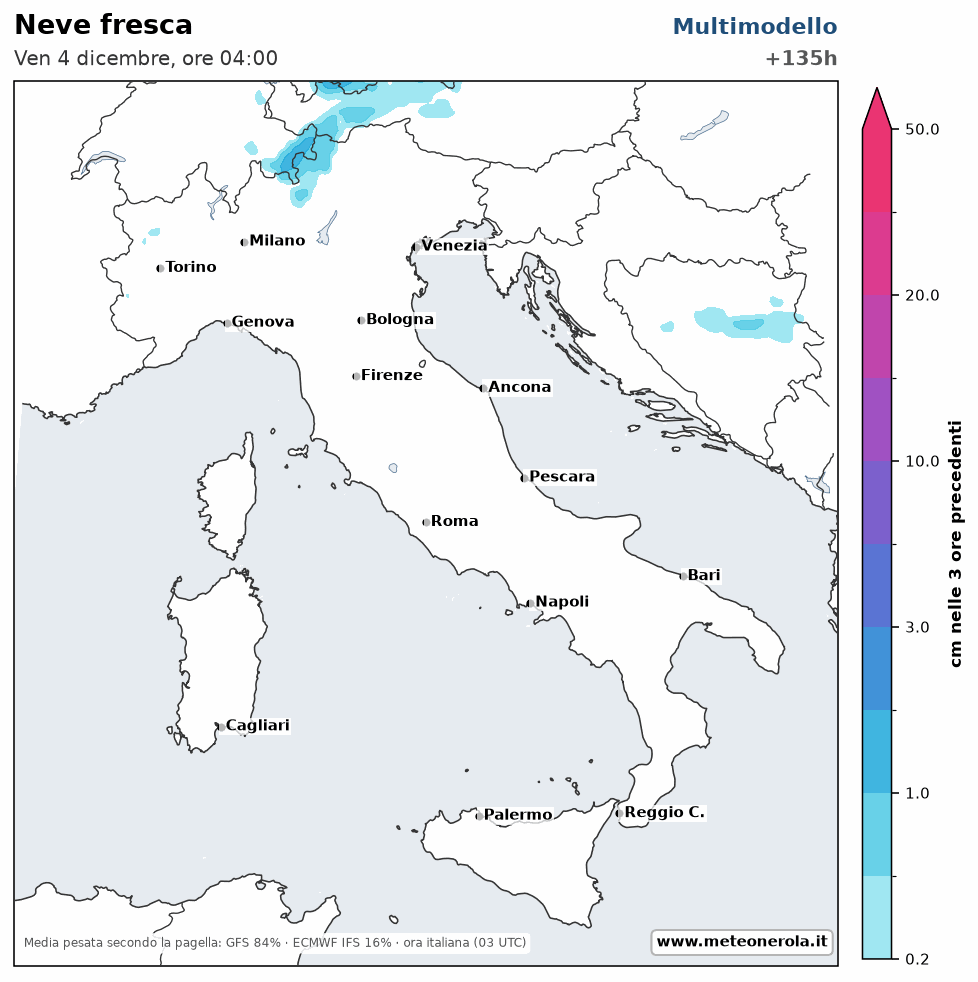 Neve fresca
Multimodello
Ven 4 dicembre, ore 04:00
+135h
50.0
20.0
10.0
3.0
1.0
0.2
cm nelle 3 ore precedenti
Milano
Venezia
Torino
Genova
Bologna
Firenze
Ancona
Pescara
Roma
Bari
Napoli
Cagliari
Palermo
Reggio C.
Media pesata secondo la pagella: GFS 84% · ECMWF IFS 16% · ora italiana (03 UTC)
www.meteonerola.it